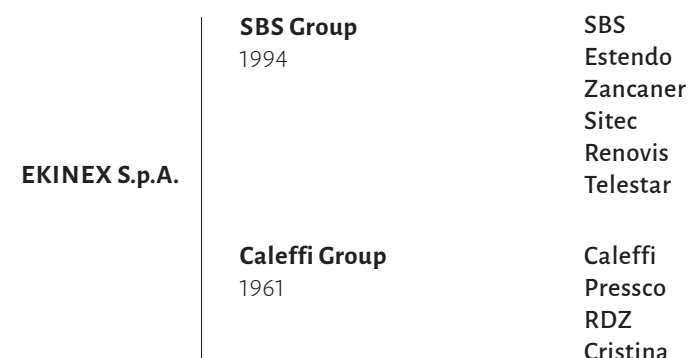 EKINEX S.p.A.
SBS Group
1994
SBS
Estendo
Zancaner
Sitec
Renovis
Telestar
Caleffi Group
1961
Caleffi
Pressco
RDZ
Cristina